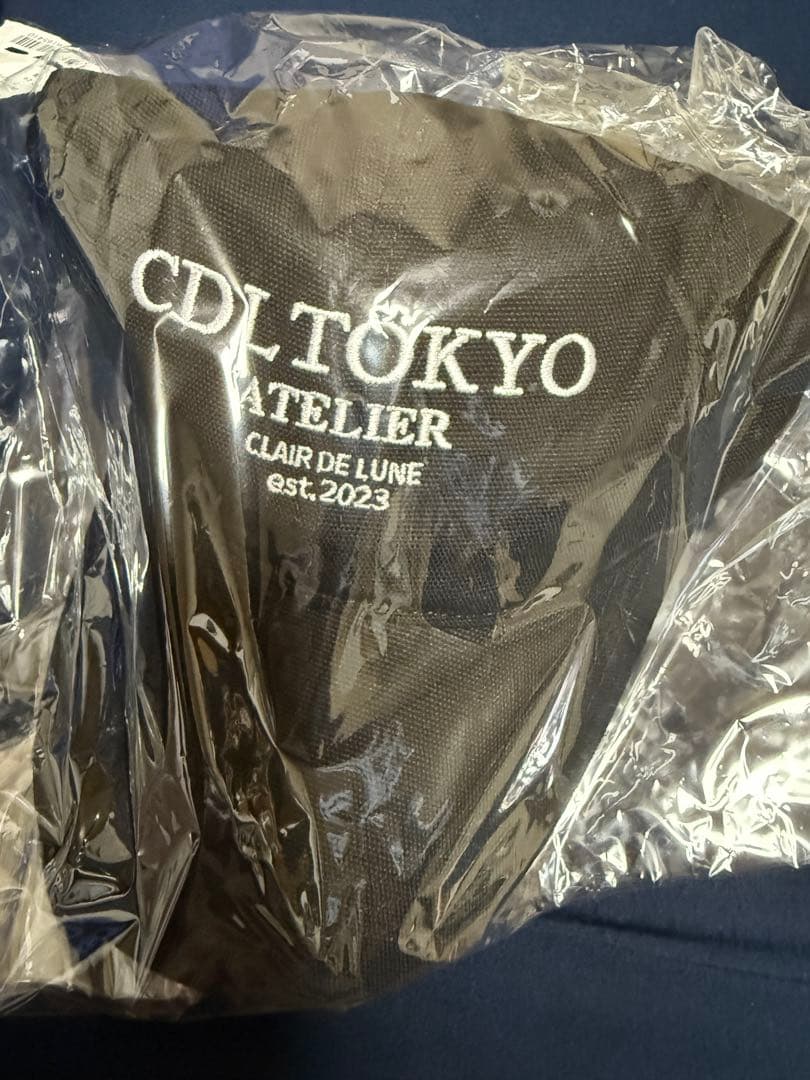 CDL TOKYO
ATELIER
CLAIR DE LUNE
est.2023